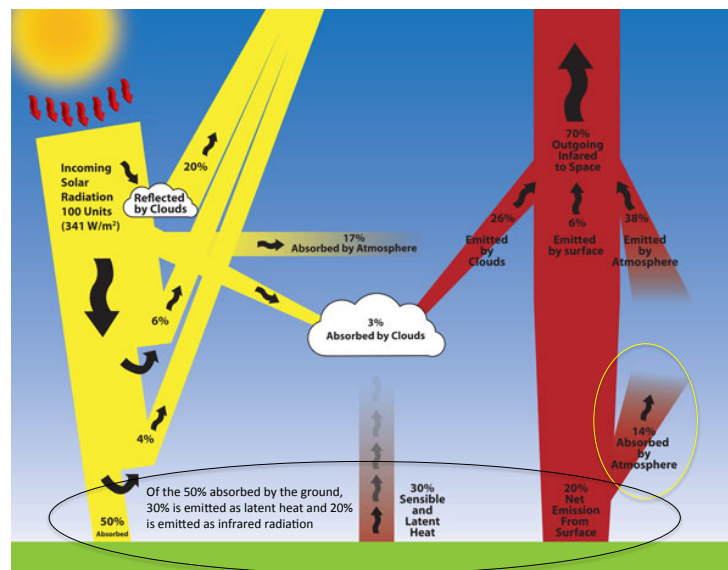 Incoming
Solar
Radiation
100 Units
(341 W/m²)
Reflected
by Clouds
20%
6%
4%
50%
Absorbed
17%
Absorbed by Atmosphere
3%
Absorbed by Clouds
Of the 50% absorbed by the ground,
30% is emitted as latent heat and 20%
is emitted as infrared radiation
30%
Sensible
and
Latent
Heat
70%
Outgoing
Infared
to Space
26%
Emitted
by
Clouds
6%
Emitted
by surface
38%
Emitted
by
Atmosphere
14%
Absorbed
by
Atmosphere
20%
Net
Emission
From
Surface